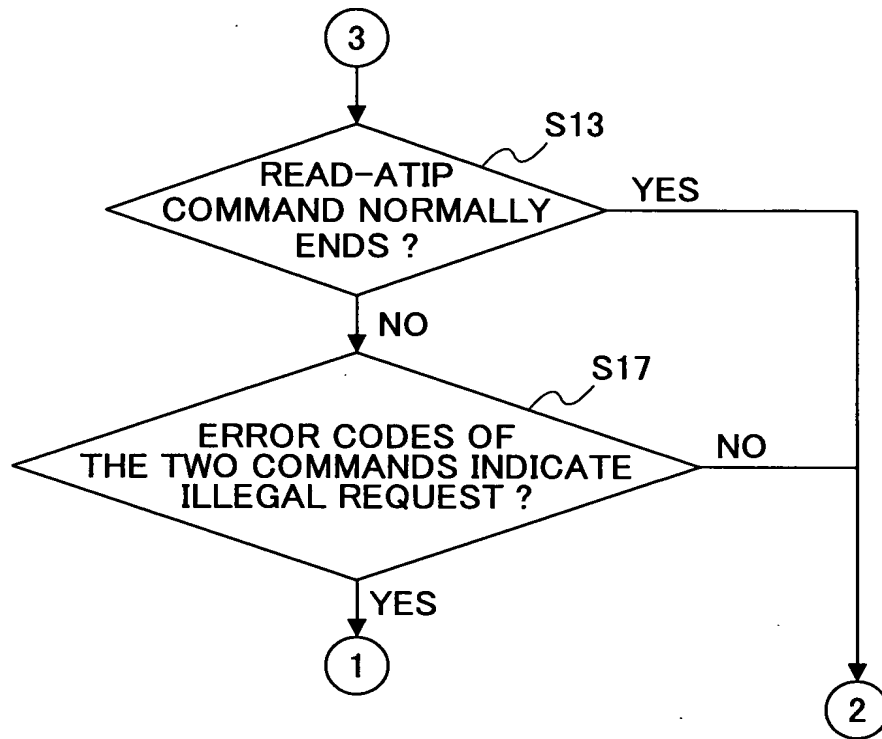 3
S13
READ-ATIP
COMMAND NORMALLY
ENDS ?
YES
NO
S17
ERROR CODES OF
THE TWO COMMANDS INDICATE
ILLEGAL REQUEST ?
NO
YES
1
2